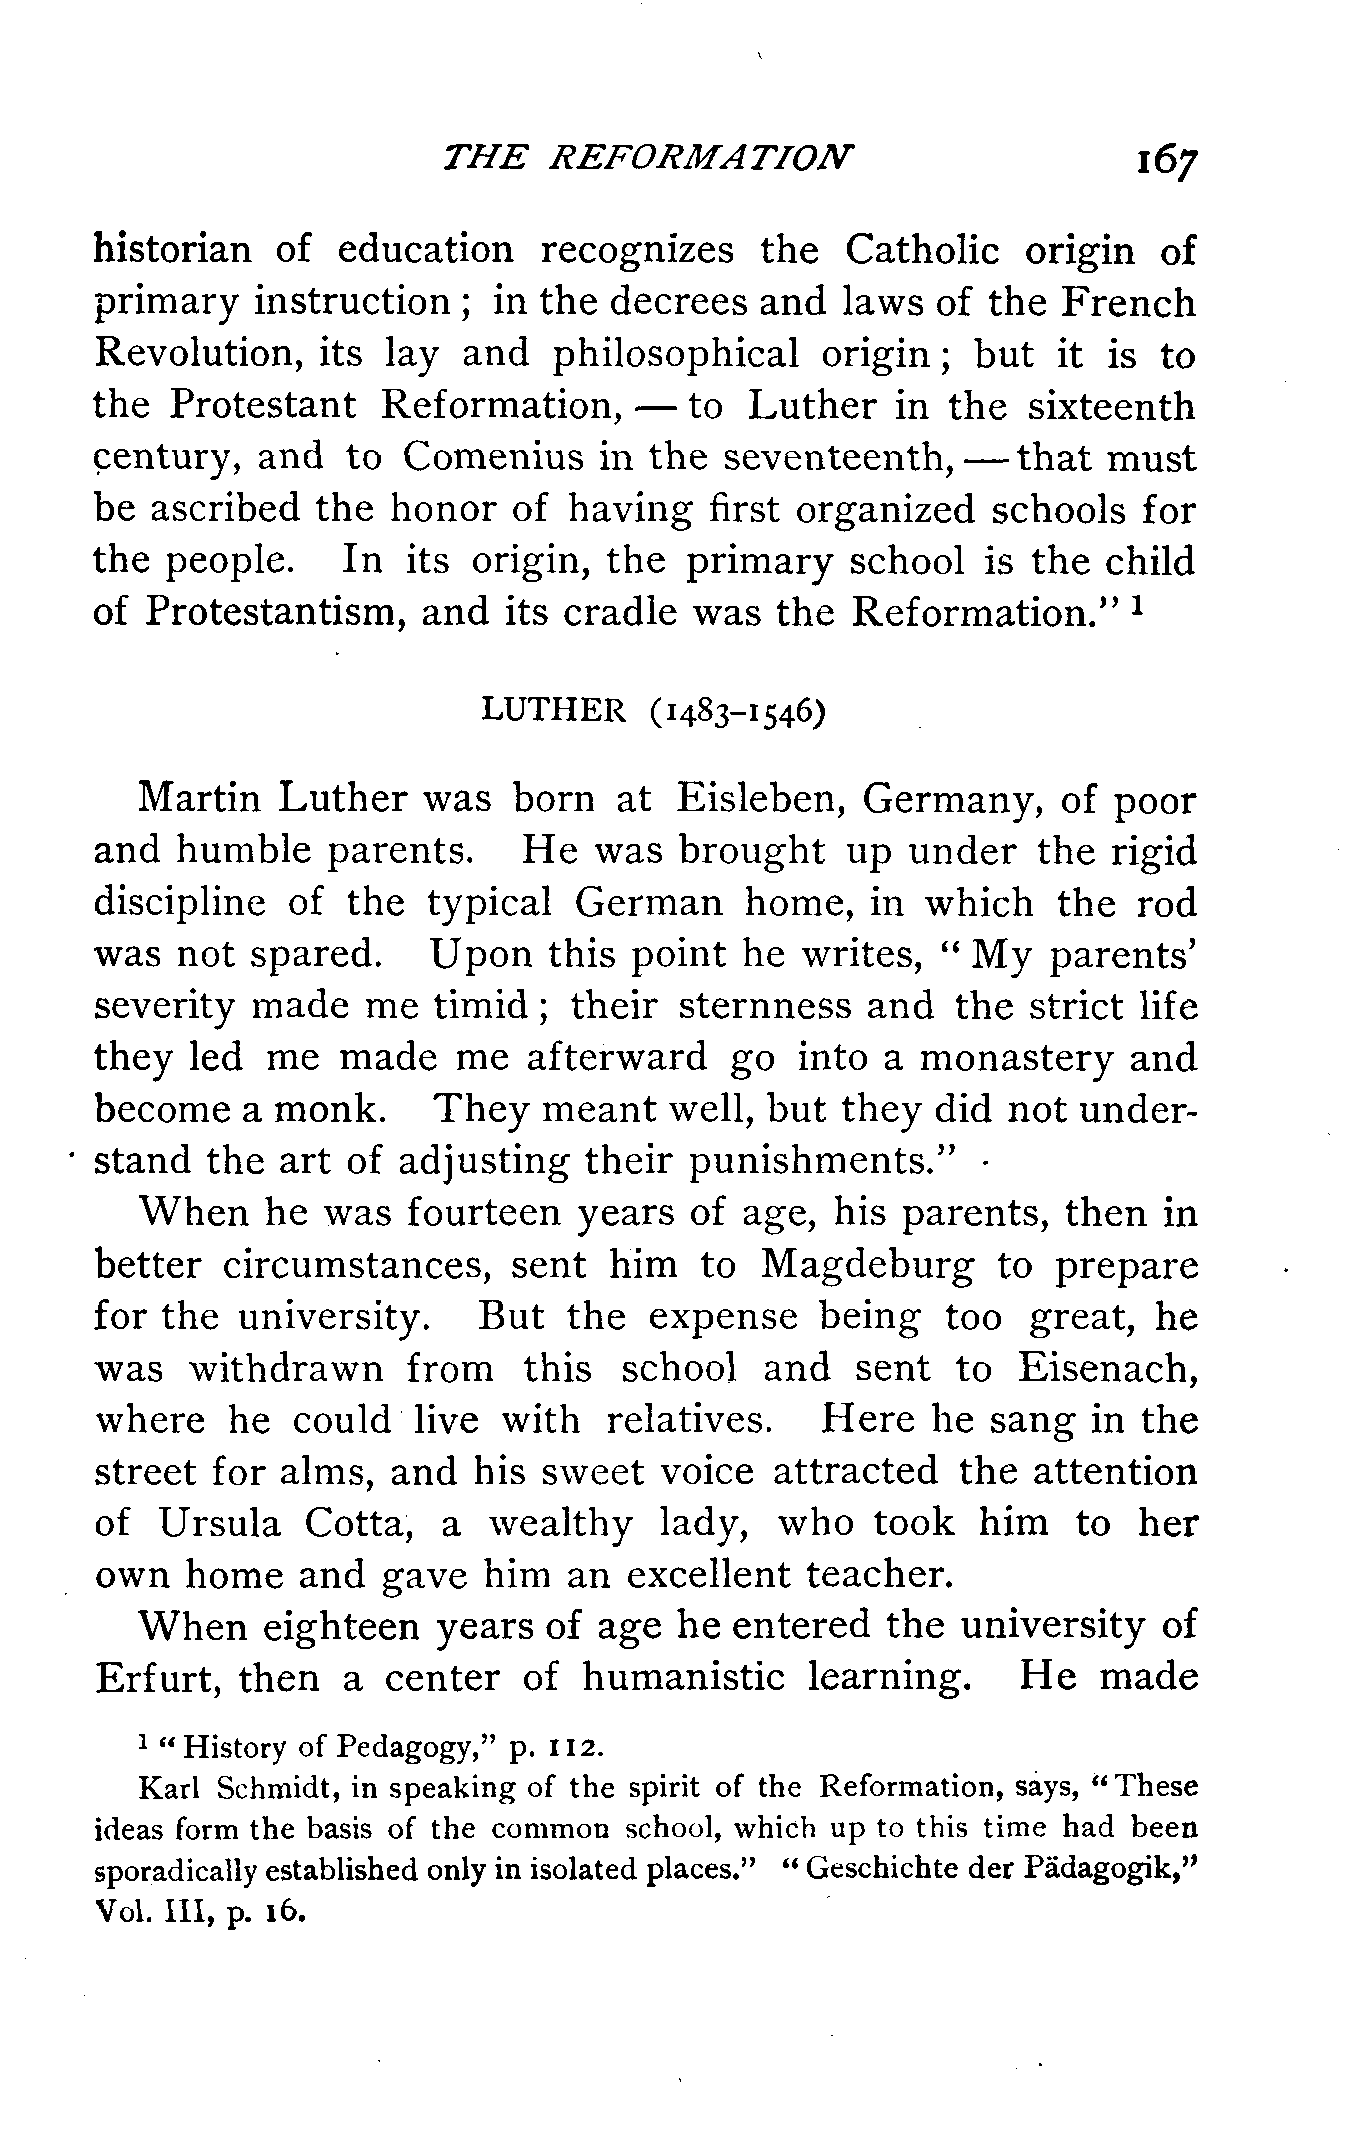 THE REFORMATION 167
historian of education recognizes the Catholic origin of
primary instruction; in the decrees and laws of the French
Revolution, its lay and philosophical origin; but it is to
the Protestant Reformation, — to Luther in the sixteenth
century, and to Comenius in the seventeenth, — that must
be ascribed the honor of having first organized schools for
the people. In its origin, the primary school is the child
of Protestantism, and its cradle was the Reformation." 1
LUTHER (1483–1546)
Martin Luther was born at Eisleben, Germany, of poor
and humble parents. He was brought up under the rigid
discipline of the typical German home, in which the rod
was not spared. Upon this point he writes, "My parents'
severity made me timid; their sternness and the strict life
they led me made me afterward go into a monastery and
become a monk. They meant well, but they did not under-
stand the art of adjusting their punishments."
When he was fourteen years of age, his parents, then in
better circumstances, sent him to Magdeburg to prepare
for the university. But the expense being too great, he
was withdrawn from this school and sent to Eisenach,
where he could live with relatives. Here he sang in the
street for alms, and his sweet voice attracted the attention
of Ursula Cotta, a wealthy lady, who took him to her
own home and gave him an excellent teacher.
When eighteen years of age he entered the university of
Erfurt, then a center of humanistic learning. He made
1 "History of Pedagogy," p. 112.
Karl Schmidt, in speaking of the spirit of the Reformation, says, "These
ideas form the basis of the common school, which up to this time had been
sporadically established only in isolated places." "Geschichte der Pädagogik,"
Vol. III, p. 16.